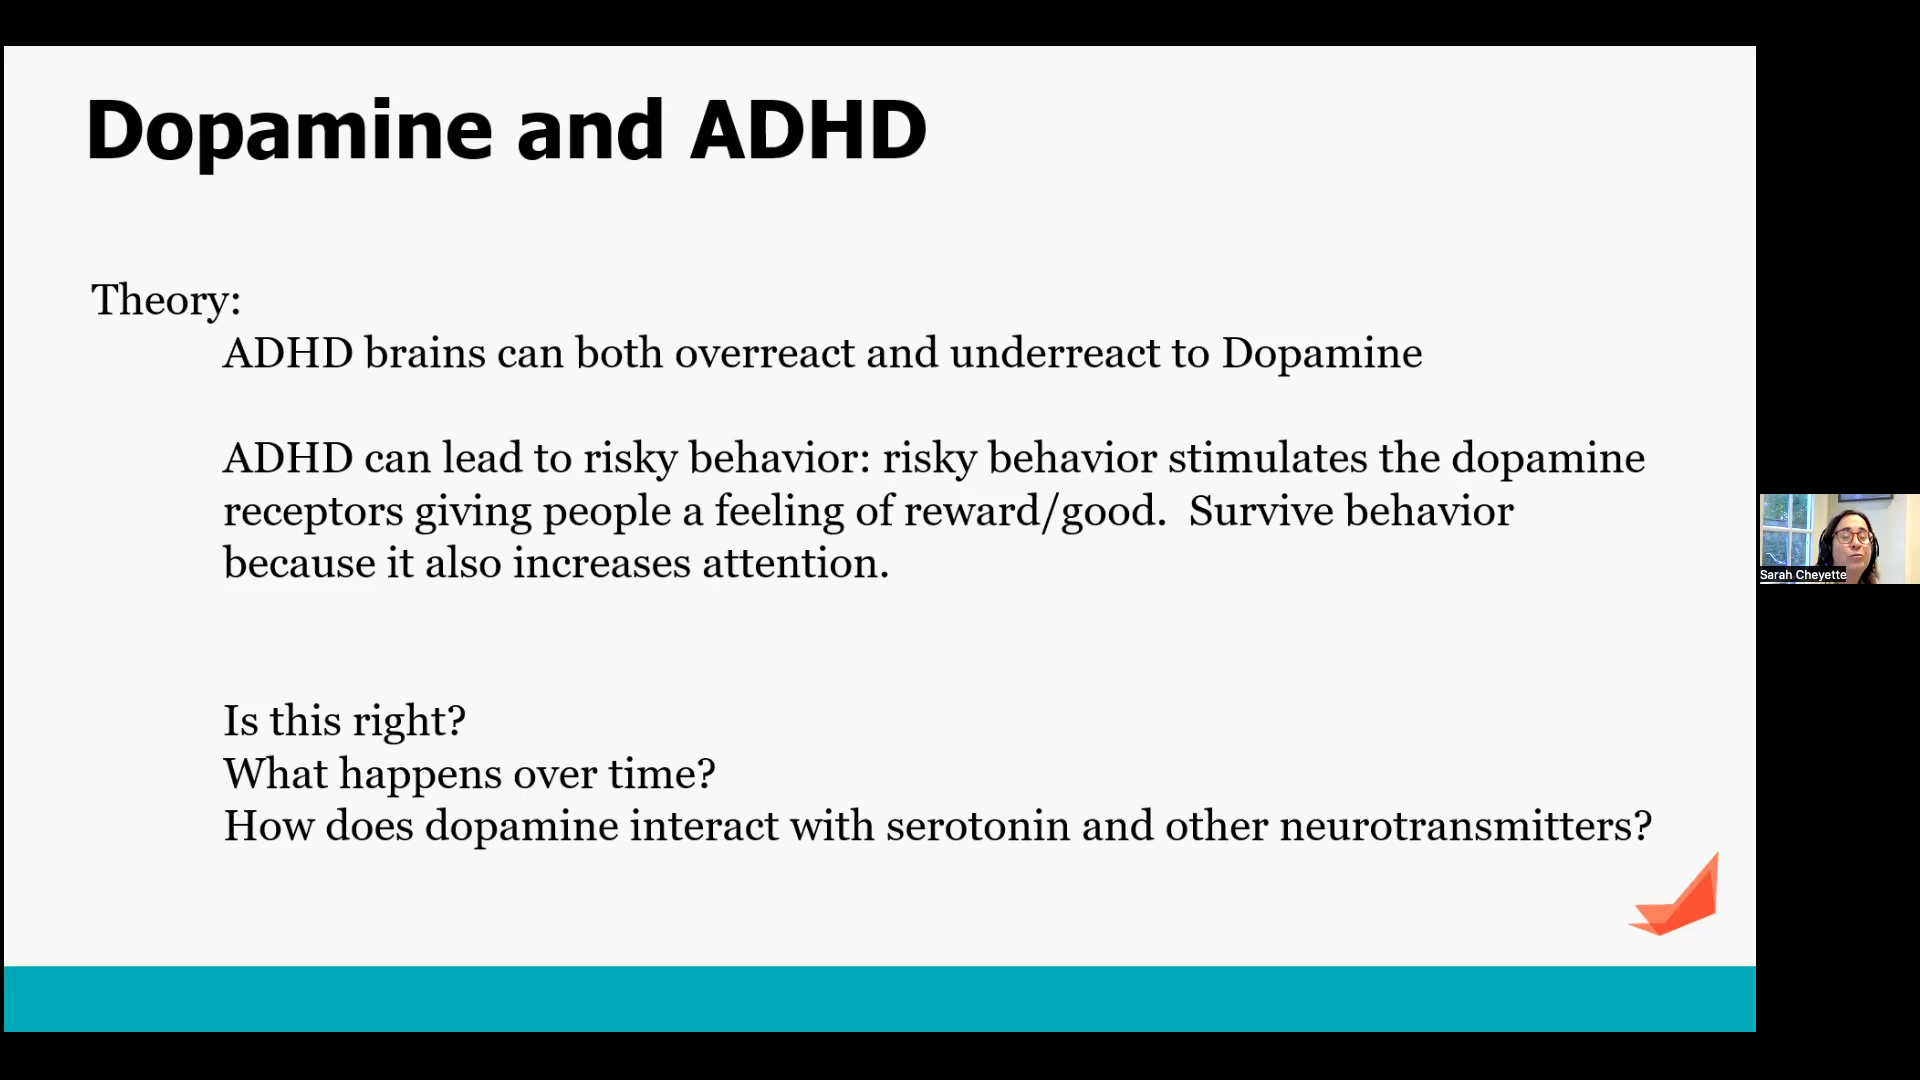 Dopamine and ADHD
Theory:
ADHD brains can both overreact and underreact to Dopamine
ADHD can lead to risky behavior: risky behavior stimulates the dopamine
receptors giving people a feeling of reward/good.  Survive behavior
because it also increases attention.
Is this right?
What happens over time?
How does dopamine interact with serotonin and other neurotransmitters?
Sarah Cheyette